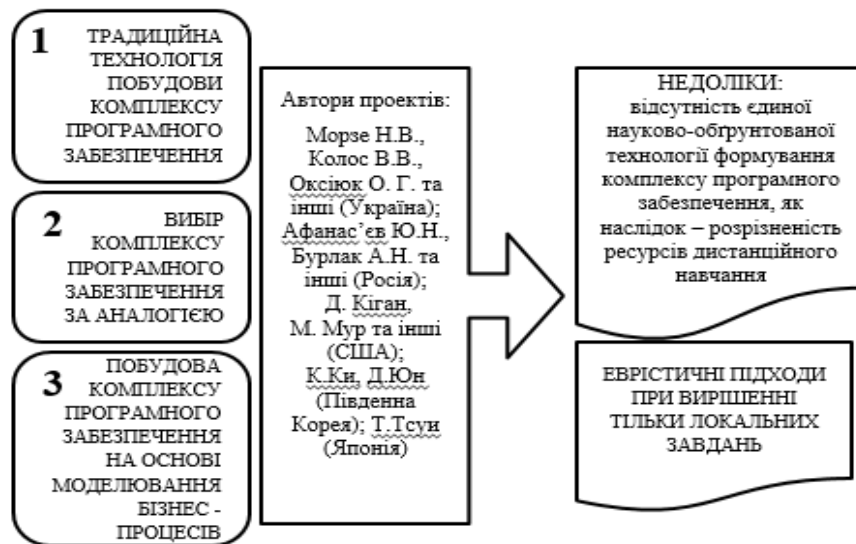 1 ТРАДИЦІЙНА
ТЕХНОЛОГІЯ
ПОБУДОВИ
КОМПЛЕКСУ
ПРОГРАМНОГО
ЗАБЕЗПЕЧЕННЯ
2 ВИБІР
КОМПЛЕКСУ
ПРОГРАМНОГО
ЗАБЕЗПЕЧЕННЯ
ЗА АНАЛОГІЄЮ
3 ПОБУДОВА
КОМПЛЕКСУ
ПРОГРАМНОГО
ЗАБЕЗПЕЧЕННЯ
НА ОСНОВІ
МОДЕЛЮВАННЯ
БІЗНЕС -
ПРОЦЕСІВ
Автори проектів:
Морзе Н.В.,
Колос В.В.,
Оксіюк О. Г. та
інші (Україна);
Афанас’єв Ю.Н.,
Бурлак А.Н. та
інші (Росія);
Д. Кіган,
М. Мур та інші
(США);
К.Ки, Д.Юн
(Південна
Корея); Т.Тсуи
(Японія)
НЕДОЛІКИ:
відсутність єдиної
науково-обґрунтованої
технології формування
комплексу програмного
забезпечення, як
наслідок – розрізненість
ресурсів дистанційного
навчання
ЕВРІСТИЧНІ ПІДХОДИ
ПРИ ВИРІШЕННІ
ТІЛЬКИ ЛОКАЛЬНИХ
ЗАВДАНЬ